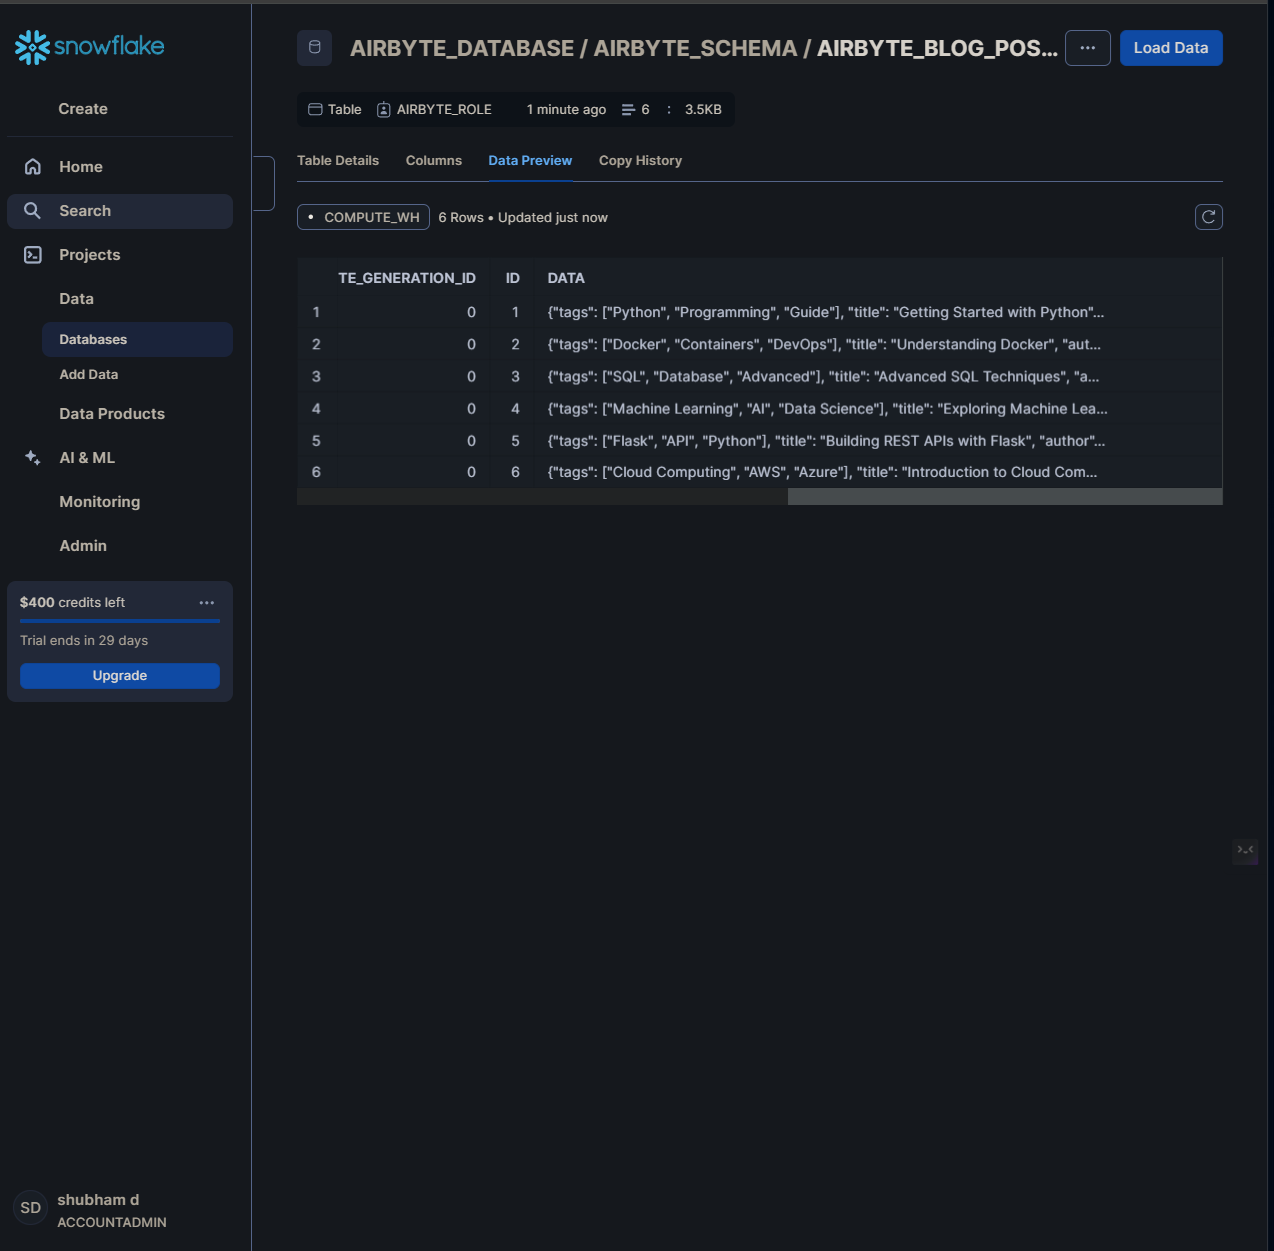 snowflake
Create
Home
Search
Projects
Data
Databases
Add Data
Data Products
AI & ML
Monitoring
Admin
$400 credits left
Trial ends in 29 days
Upgrade
shubham d
SD
ACCOUNTADMIN
AIRBYTE_DATABASE / AIRBYTE_SCHEMA / AIRBYTE_BLOG_POS...
Load Data
Table AIRBYTE_ROLE 1 minute ago 6 : 3.5KB
Table Details Columns Data Preview Copy History
• COMPUTE_WH 6 Rows • Updated just now
TE_GENERATION_ID ID DATA
1 0 1 {"tags": ["Python", "Programming", "Guide"], "title": "Getting Started with Python"...
2 0 2 {"tags": ["Docker", "Containers", "DevOps"], "title": "Understanding Docker", "aut...
3 0 3 {"tags": ["SQL", "Database", "Advanced"], "title": "Advanced SQL Techniques", "a...
4 0 4 {"tags": ["Machine Learning", "AI", "Data Science"], "title": "Exploring Machine Lea...
5 0 5 {"tags": ["Flask", "API", "Python"], "title": "Building REST APIs with Flask", "author"...
6 0 6 {"tags": ["Cloud Computing", "AWS", "Azure"], "title": "Introduction to Cloud Com...